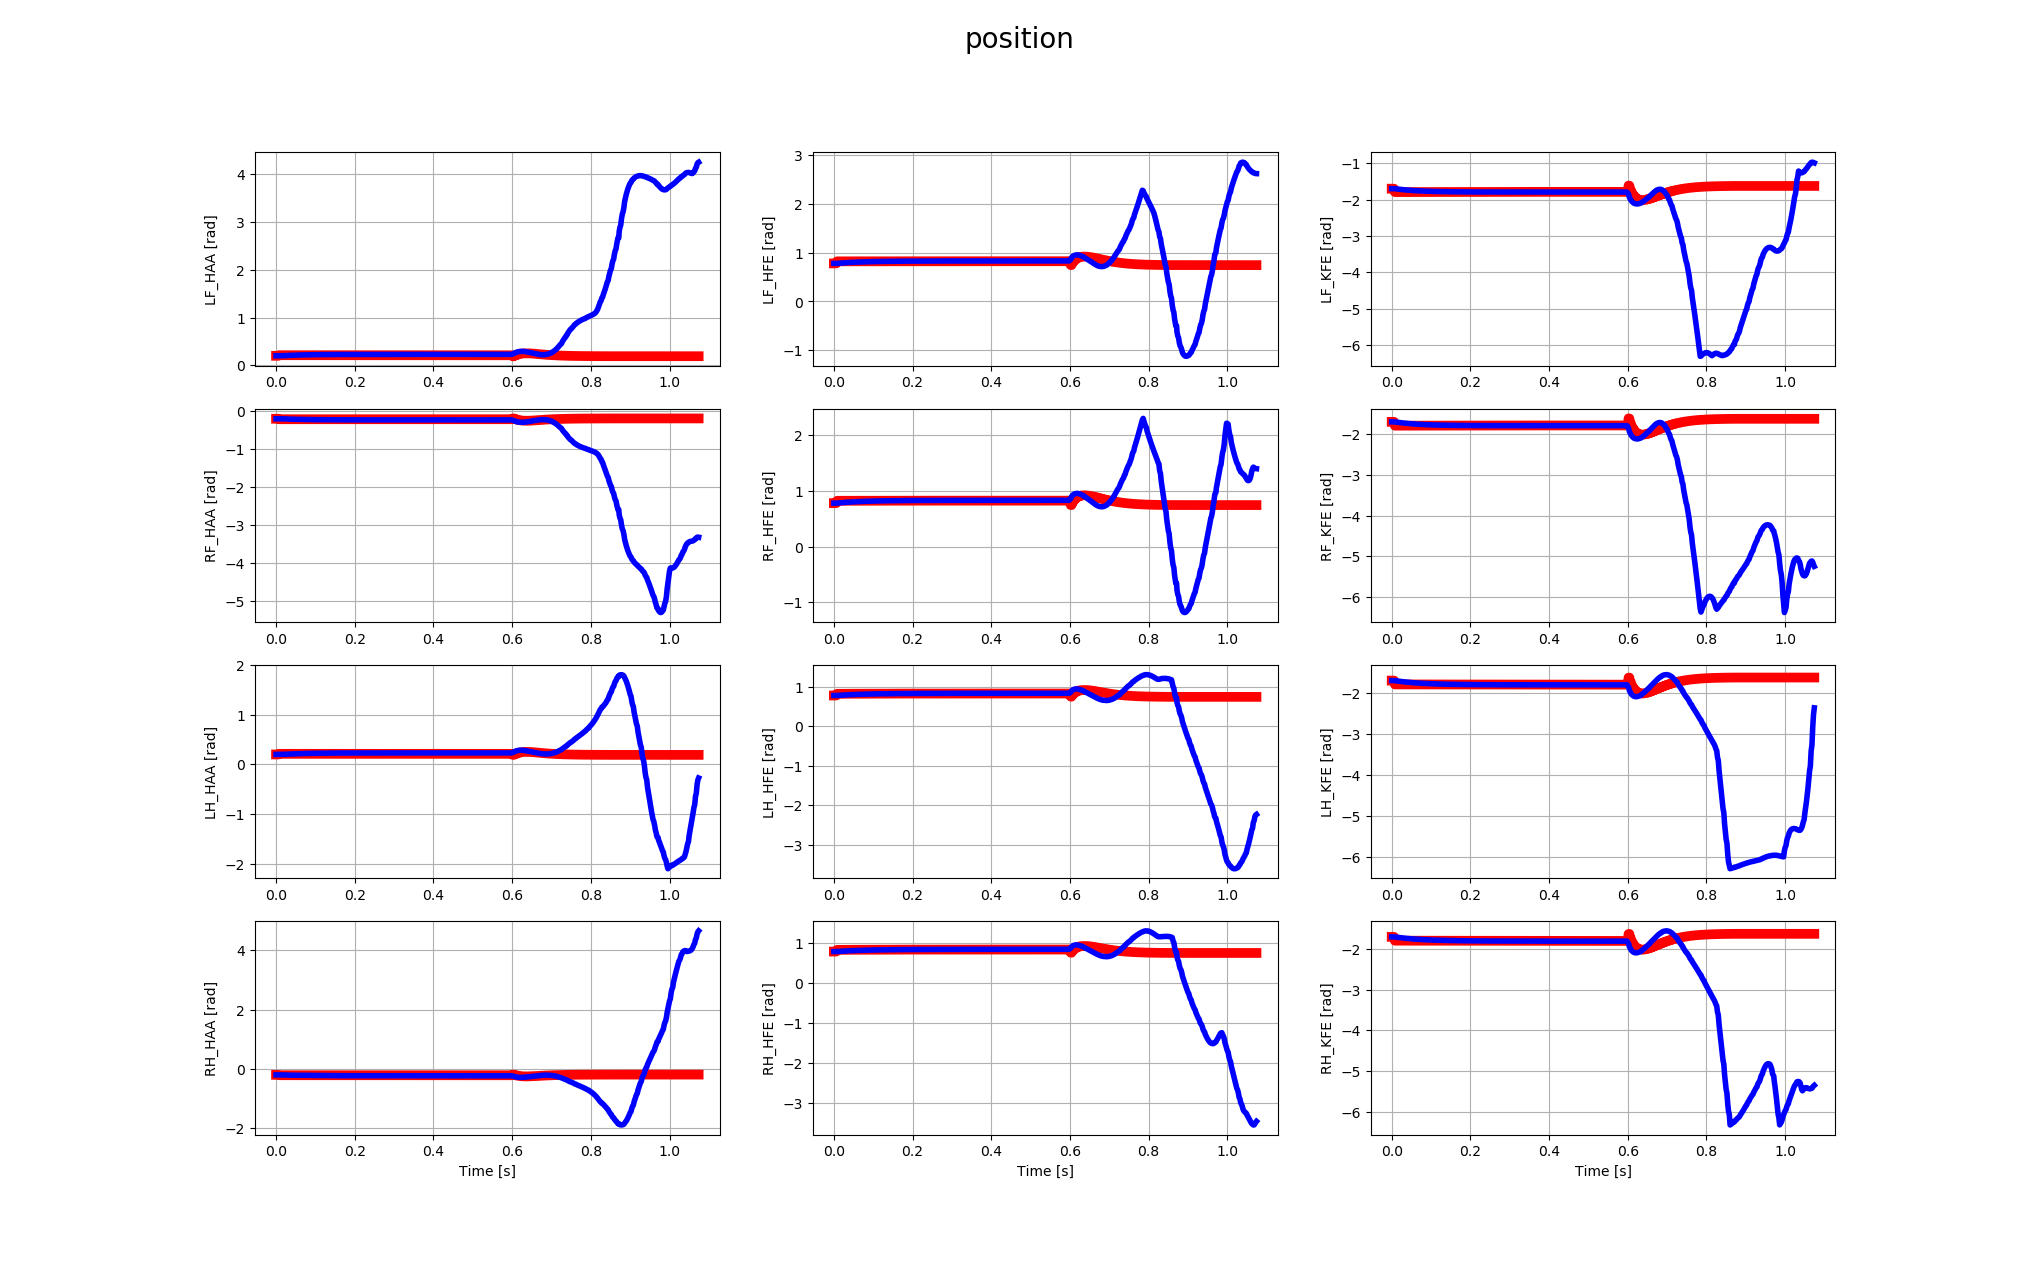 position
LF_HAA [rad]
4
3
2
1
0
0.0 0.2 0.4 0.6 0.8 1.0
LF_HFE [rad]
3
2
1
0
−1
0.0 0.2 0.4 0.6 0.8 1.0
LF_KFE [rad]
−1
−2
−3
−4
−5
−6
0.0 0.2 0.4 0.6 0.8 1.0
RF_HAA [rad]
0
−1
−2
−3
−4
−5
0.0 0.2 0.4 0.6 0.8 1.0
RF_HFE [rad]
2
1
0
−1
0.0 0.2 0.4 0.6 0.8 1.0
RF_KFE [rad]
−2
−3
−4
−5
−6
0.0 0.2 0.4 0.6 0.8 1.0
LH_HAA [rad]
2
1
0
−1
−2
0.0 0.2 0.4 0.6 0.8 1.0
LH_HFE [rad]
1
0
−1
−2
−3
0.0 0.2 0.4 0.6 0.8 1.0
LH_KFE [rad]
−2
−3
−4
−5
−6
0.0 0.2 0.4 0.6 0.8 1.0
RH_HAA [rad]
4
2
0
−2
0.0 0.2 0.4 0.6 0.8 1.0
Time [s]
RH_HFE [rad]
1
0
−1
−2
−3
0.0 0.2 0.4 0.6 0.8 1.0
Time [s]
RH_KFE [rad]
−2
−3
−4
−5
−6
0.0 0.2 0.4 0.6 0.8 1.0
Time [s]